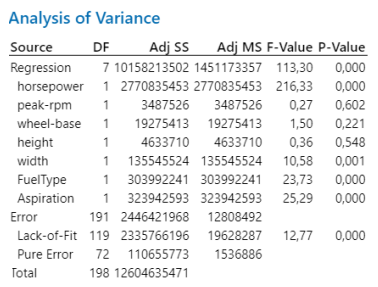 Analysis of Variance
Source DF Adj SS Adj MS F-Value P-Value
Regression 7 10158213502 1451173357 113,30 0,000
horsepower 1 2770835453 2770835453 216,33 0,000
peak-rpm 1 3487526 3487526 0,27 0,602
wheel-base 1 19275413 19275413 1,50 0,221
height 1 4633710 4633710 0,36 0,548
width 1 135545524 135545524 10,58 0,001
FuelType 1 303992241 303992241 23,73 0,000
Aspiration 1 323942593 323942593 25,29 0,000
Error 191 2446421968 12808492
Lack-of-Fit 119 2335766196 19628287 12,77 0,000
Pure Error 72 110655773 1536886
Total 198 12604635471